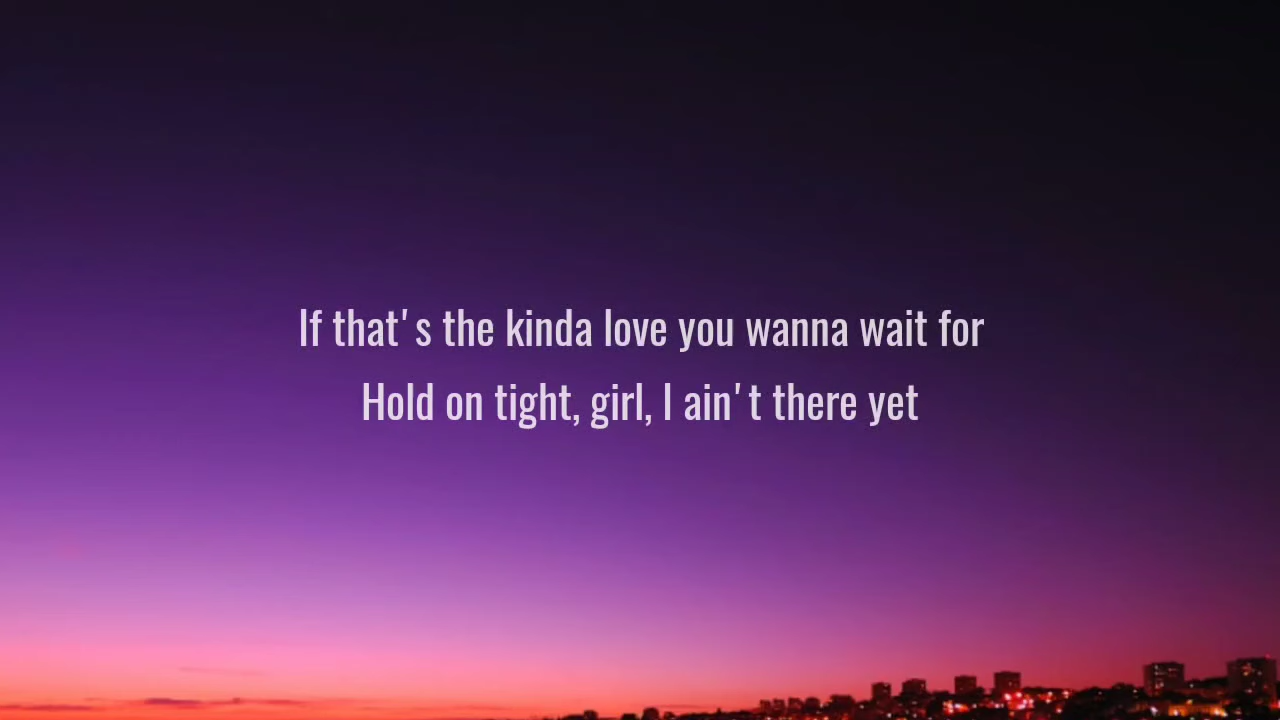 If that's the kinda love you wanna wait for
Hold on tight, girl, I ain't there yet